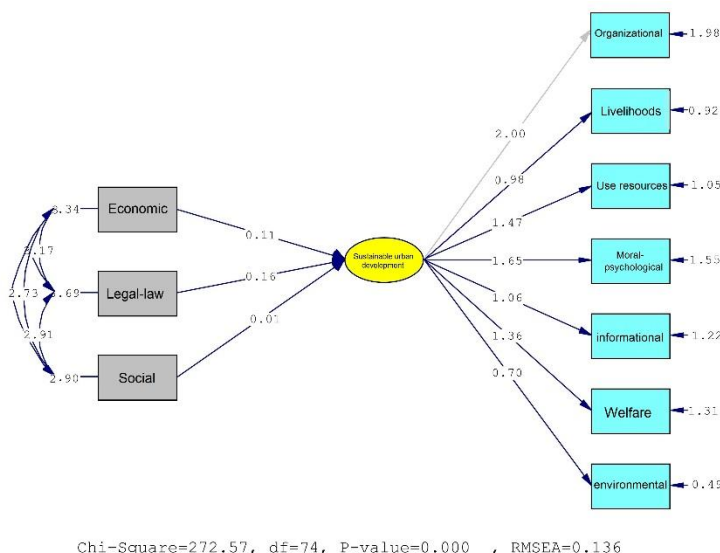 Organizational
1.98
2.00
Livelihoods
0.92
0.98
Use resources
1.05
1.47
Economic
0.11
Sustainable urban
development
Moral-
psychological
1.55
1.65
2.73
3.69
Legal-law
0.16
informational
1.22
1.06
2.91
0.01
2.90
Social
1.36
Welfare
1.31
0.70
environmental
0.49
Chi-Square=272.57, df=74, P-value=0.000 , RMSEA=0.136